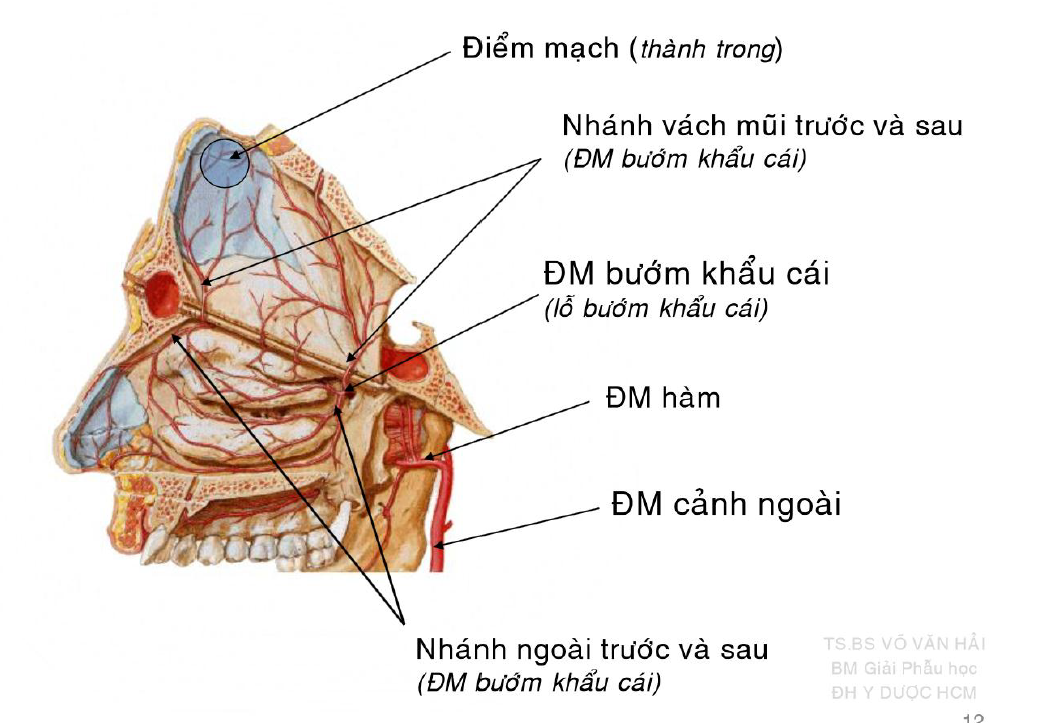 Điểm mạch (thành trong)
Nhánh vách mũi trước và sau
(ĐM bướm khẩu cái)
ĐM bướm khẩu cái
(lỗ bướm khẩu cái)
ĐM hàm
ĐM cảnh ngoài
Nhánh ngoài trước và sau
(ĐM bướm khẩu cái)
TS.BS VÕ VĂN HẢI
BM Giải Phẫu học
ĐH Y DƯỢC HCM
12